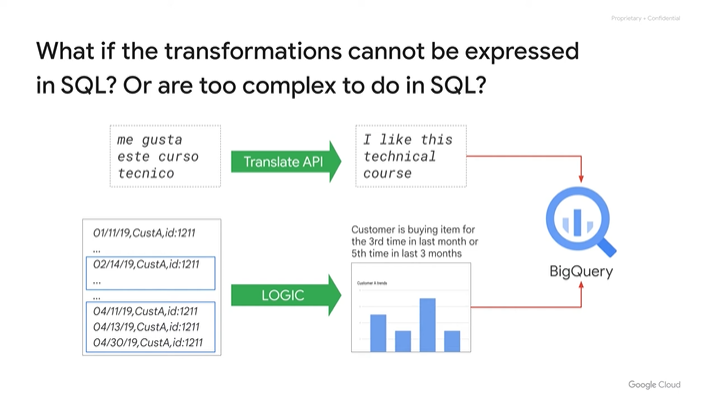 Proprietary + Confidential
What if the transformations cannot be expressed
in SQL? Or are too complex to do in SQL?
me gusta
este curso
tecnico
Translate API
I like this
technical
course
01/11/19,CustA,id:1211
...
02/14/19,CustA,id:1211
...
...
04/11/19,CustA,id:1211
04/13/19,CustA,id:1211
04/30/19,CustA,id:1211
LOGIC
Customer is buying item for
the 3rd time in last month or
5th time in last 3 months
Customer A trends
BigQuery
Google Cloud